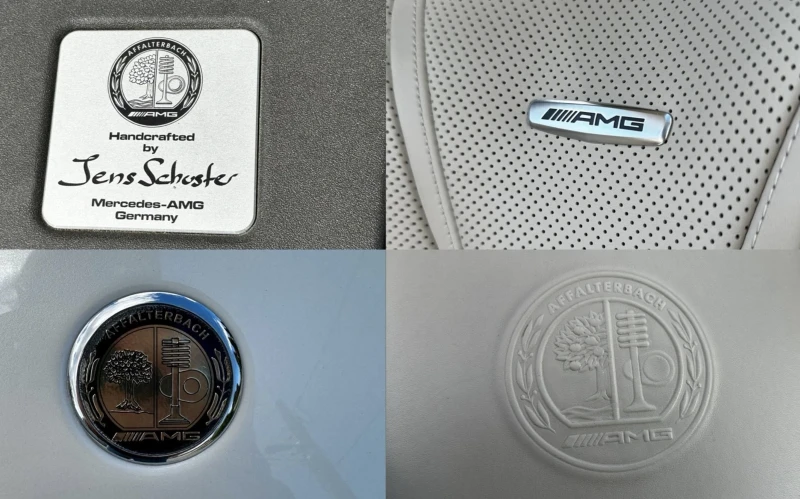 AFFALTERBACH
AMG
Handcrafted
by
Jens Schuster
Mercedes-AMG
Germany
AMG
AFFALTERBACH
AMG
AFFALTERBACH
AMG